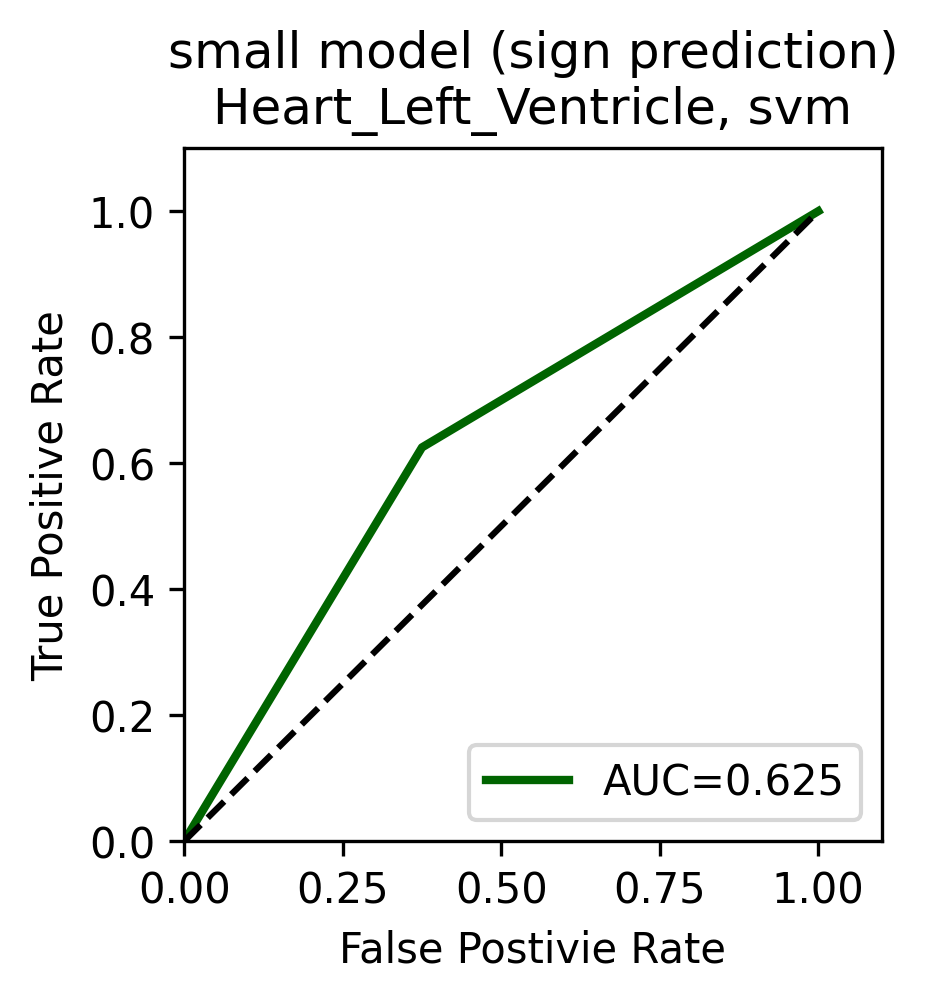 small model (sign prediction)
Heart_Left_Ventricle, svm
True Positive Rate
1.0
0.8
0.6
0.4
0.2
0.0
AUC=0.625
0.00 0.25 0.50 0.75 1.00
False Postivie Rate